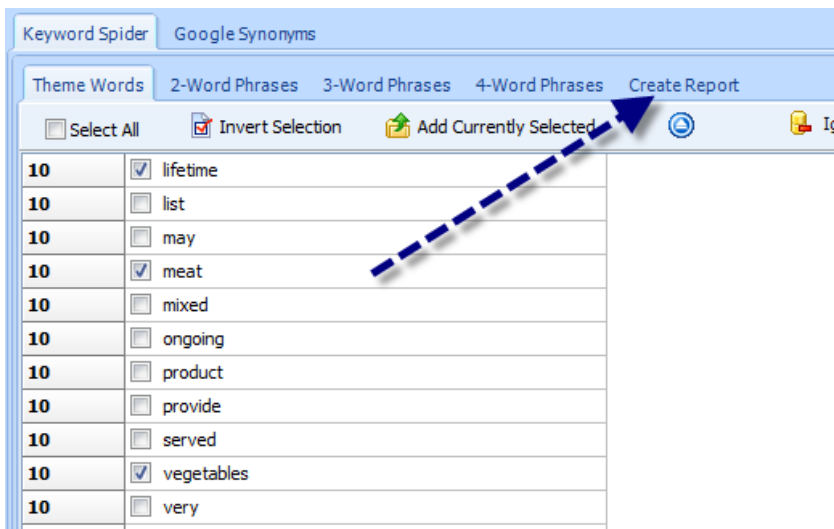 Keyword Spider Google Synonyms
Theme Words 2-Word Phrases 3-Word Phrases 4-Word Phrases Create Report
Select All Invert Selection Add Currently Selected
10 lifetime
10 list
10 may
10 meat
10 mixed
10 ongoing
10 product
10 provide
10 served
10 vegetables
10 very